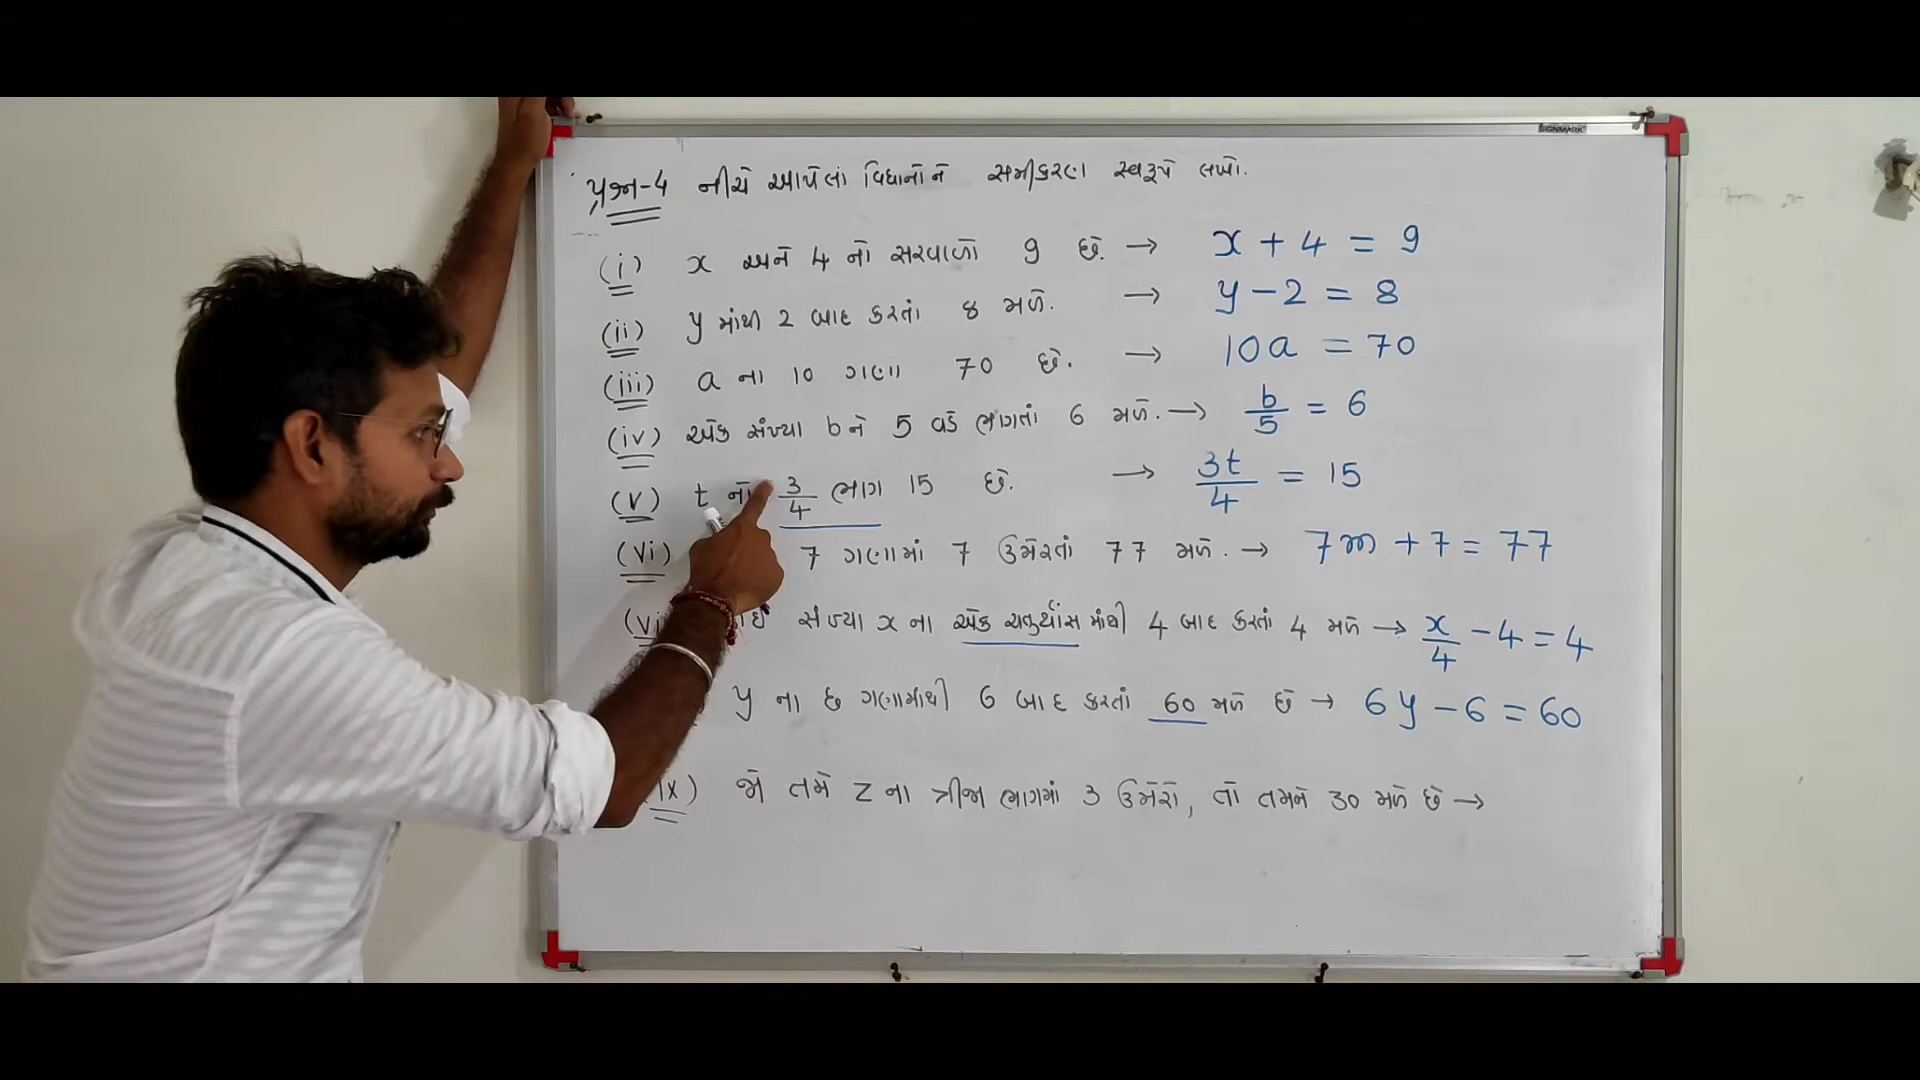 SIGNMARK
પ્રશ્ન-4 નીચે આપેલાં વિધાનોને સમીકરણ સ્વરૂપે લખો.
(i) x અને 4 નો સરવાળો 9 છે. → x + 4 = 9
(ii) y માંથી 2 બાદ કરતાં 8 મળે. → y - 2 = 8
(iii) a ના 10 ગણા 70 છે. → 10a = 70
(iv) એક સંખ્યા b ને 5 વડે ભાગતાં 6 મળે. → b/5 = 6
(v) t નો 3/4 ભાગ 15 છે. → 3t/4 = 15
(vi) 7 ગણામાં 7 ઉમેરતાં 77 મળે. → 7m + 7 = 77
સંખ્યા x ના એક ચતુર્થાંસ માંથી 4 બાદ કરતાં 4 મળે → x/4 - 4 = 4
y ના છ ગણામાંથી 6 બાદ કરતાં 60 મળે છે → 6y - 6 = 60
(ix) જો તમે z ના ત્રીજા ભાગમાં 3 ઉમેરો, તો તમને 30 મળે છે →